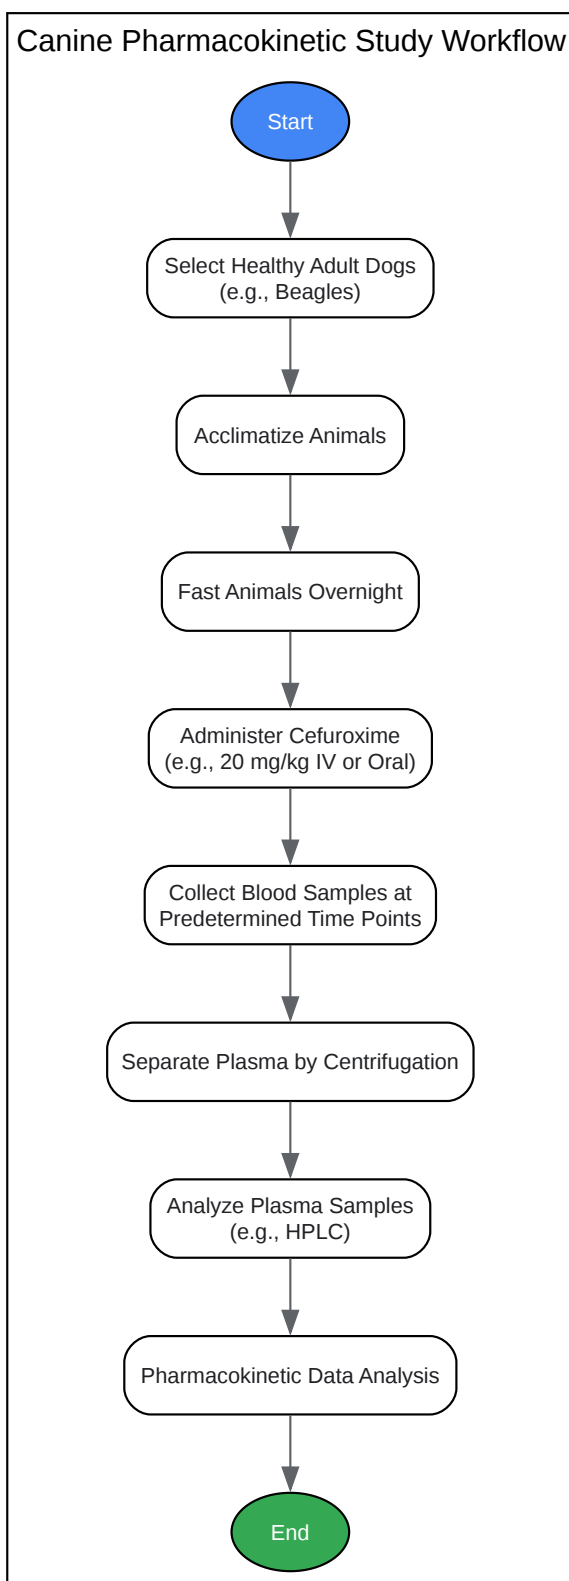 Canine Pharmacokinetic Study Workflow
Start
Select Healthy Adult Dogs
(e.g., Beagles)
Acclimatize Animals
Fast Animals Overnight
Administer Cefuroxime
(e.g., 20 mg/kg IV or Oral)
Collect Blood Samples at
Predetermined Time Points
Separate Plasma by Centrifugation
Analyze Plasma Samples
(e.g., HPLC)
Pharmacokinetic Data Analysis
End